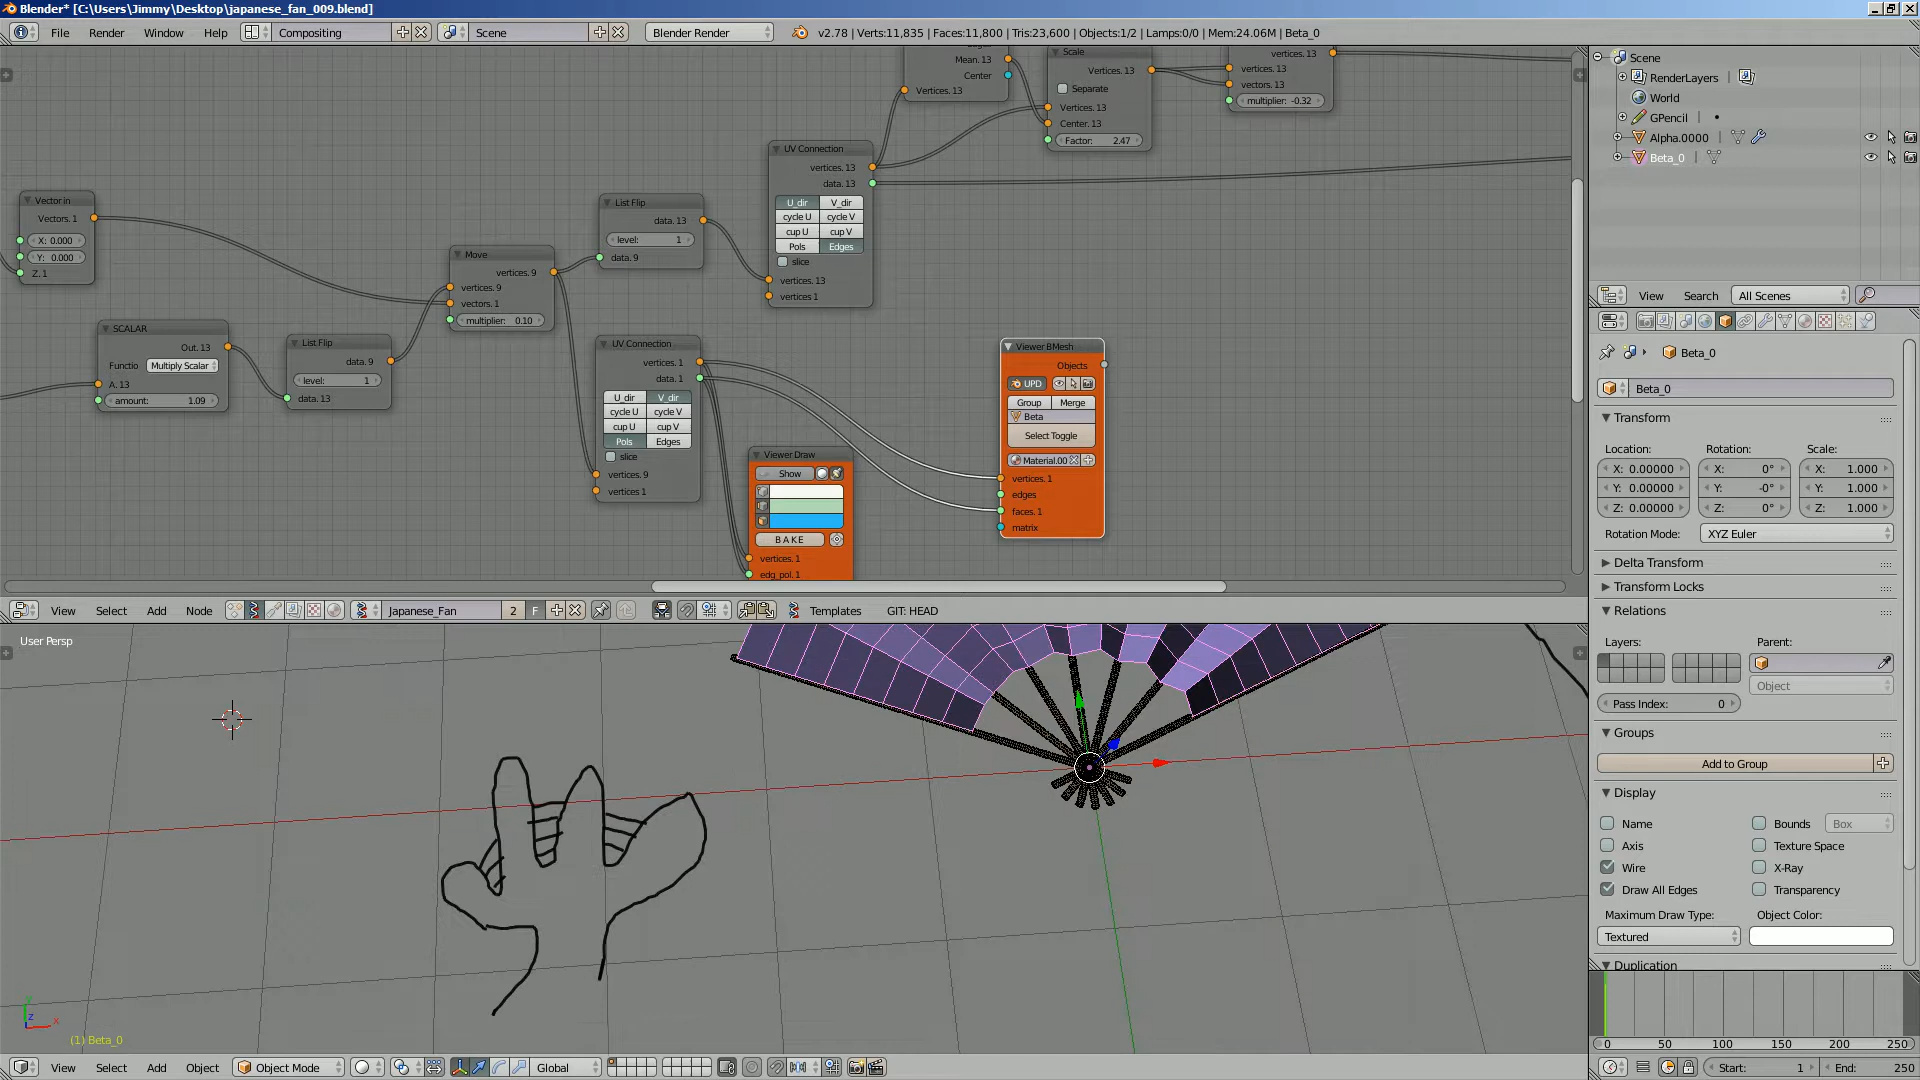 Blender* [C:\Users\Jimmy\Desktop\japanese_fan_009.blend]
File Render Window Help Compositing Scene Blender Render v2.78 | Verts:11,835 | Faces:11,800 | Tris:23,600 | Objects:1/2 | Lamps:0/0 | Mem:24.06M | Beta_0
Mean. 13
Center
Vertices. 13
Scale
Vertices. 13
Separate
Vertices. 13
Center. 13
Factor: 2.47
vertices. 13
vertices. 13
vectors. 13
multiplier: -0.32
Vector in
Vectors. 1
X: 0.000
Y: 0.000
Z. 1
SCALAR
Out. 13
Functio Multiply Scalar
A. 13
amount: 1.09
List Flip
data. 9
level: 1
data. 13
Move
vertices. 9
vertices. 9
vectors. 1
multiplier: 0.10
List Flip
data. 13
level: 1
data. 9
UV Connection
vertices. 13
data. 13
U_dir V_dir
cycle U cycle V
cup U cup V
Pols Edges
slice
vertices. 13
vertices 1
UV Connection
vertices. 1
data. 1
U_dir V_dir
cycle U cycle V
cup U cup V
Pols Edges
slice
vertices. 9
vertices 1
Viewer Draw
Show
B A K E
vertices. 1
edg_pol. 1
Viewer BMesh
Objects
UPD
Group Merge
Beta
Select Toggle
Material.00
vertices. 1
edges
faces. 1
matrix
View Select Add Node Japanese_Fan 2 F Templates GIT: HEAD
User Persp
(1) Beta_0
View Select Add Object Object Mode Global
Scene
RenderLayers
World
GPencil
Alpha.0000
Beta_0
View Search All Scenes
Beta_0
Beta_0
Transform
Location: Rotation: Scale:
X: 0.00000 X: 0° X: 1.000
Y: 0.00000 Y: -0° Y: 1.000
Z: 0.00000 Z: 0° Z: 1.000
Rotation Mode: XYZ Euler
Delta Transform
Transform Locks
Relations
Layers: Parent:
Object
Pass Index: 0
Groups
Add to Group
Display
Name Bounds Box
Axis Texture Space
Wire X-Ray
Draw All Edges Transparency
Maximum Draw Type: Object Color:
Textured
Duplication
0 50 100 150 200 250
Start: 1 End: 250